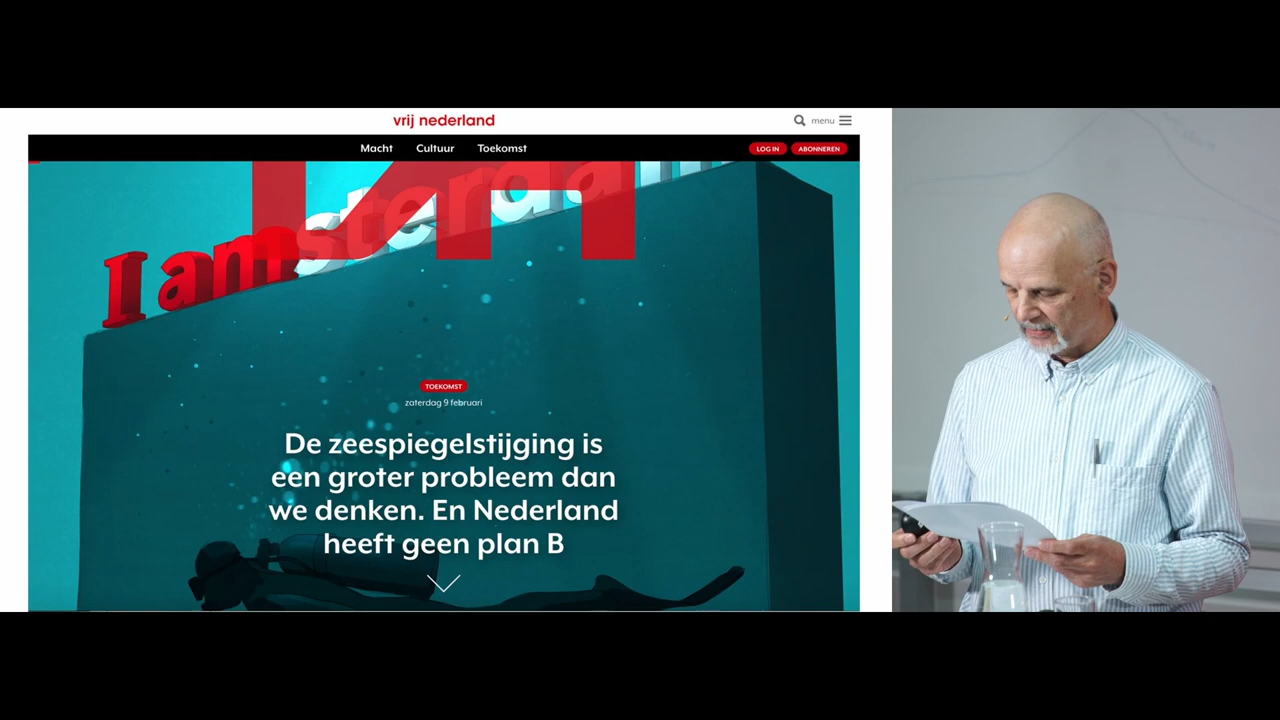 vrij nederland
menu
Macht Cultuur Toekomst
LOG IN ABONNEREN
I amsterdam
TOEKOMST
zaterdag 9 februari
De zeespiegelstijging is
een groter probleem dan
we denken. En Nederland
heeft geen plan B